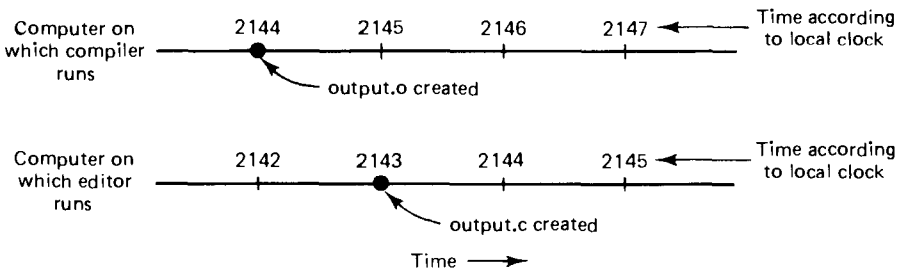 Computer on
which compiler
runs
2144 2145 2146 2147
Time according
to local clock
output.o created
Computer on
which editor
runs
2142 2143 2144 2145
Time according
to local clock
output.c created
Time